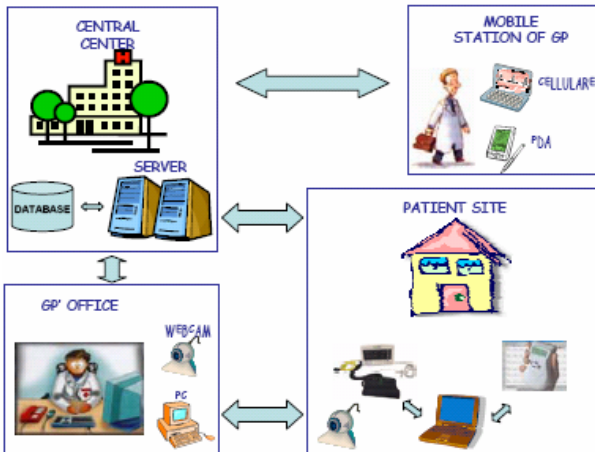 CENTRAL
CENTER
H
SERVER
DATABASE
MOBILE
STATION OF GP
CELLULARE
PDA
PATIENT SITE
GP' OFFICE
WEBCAM
PC